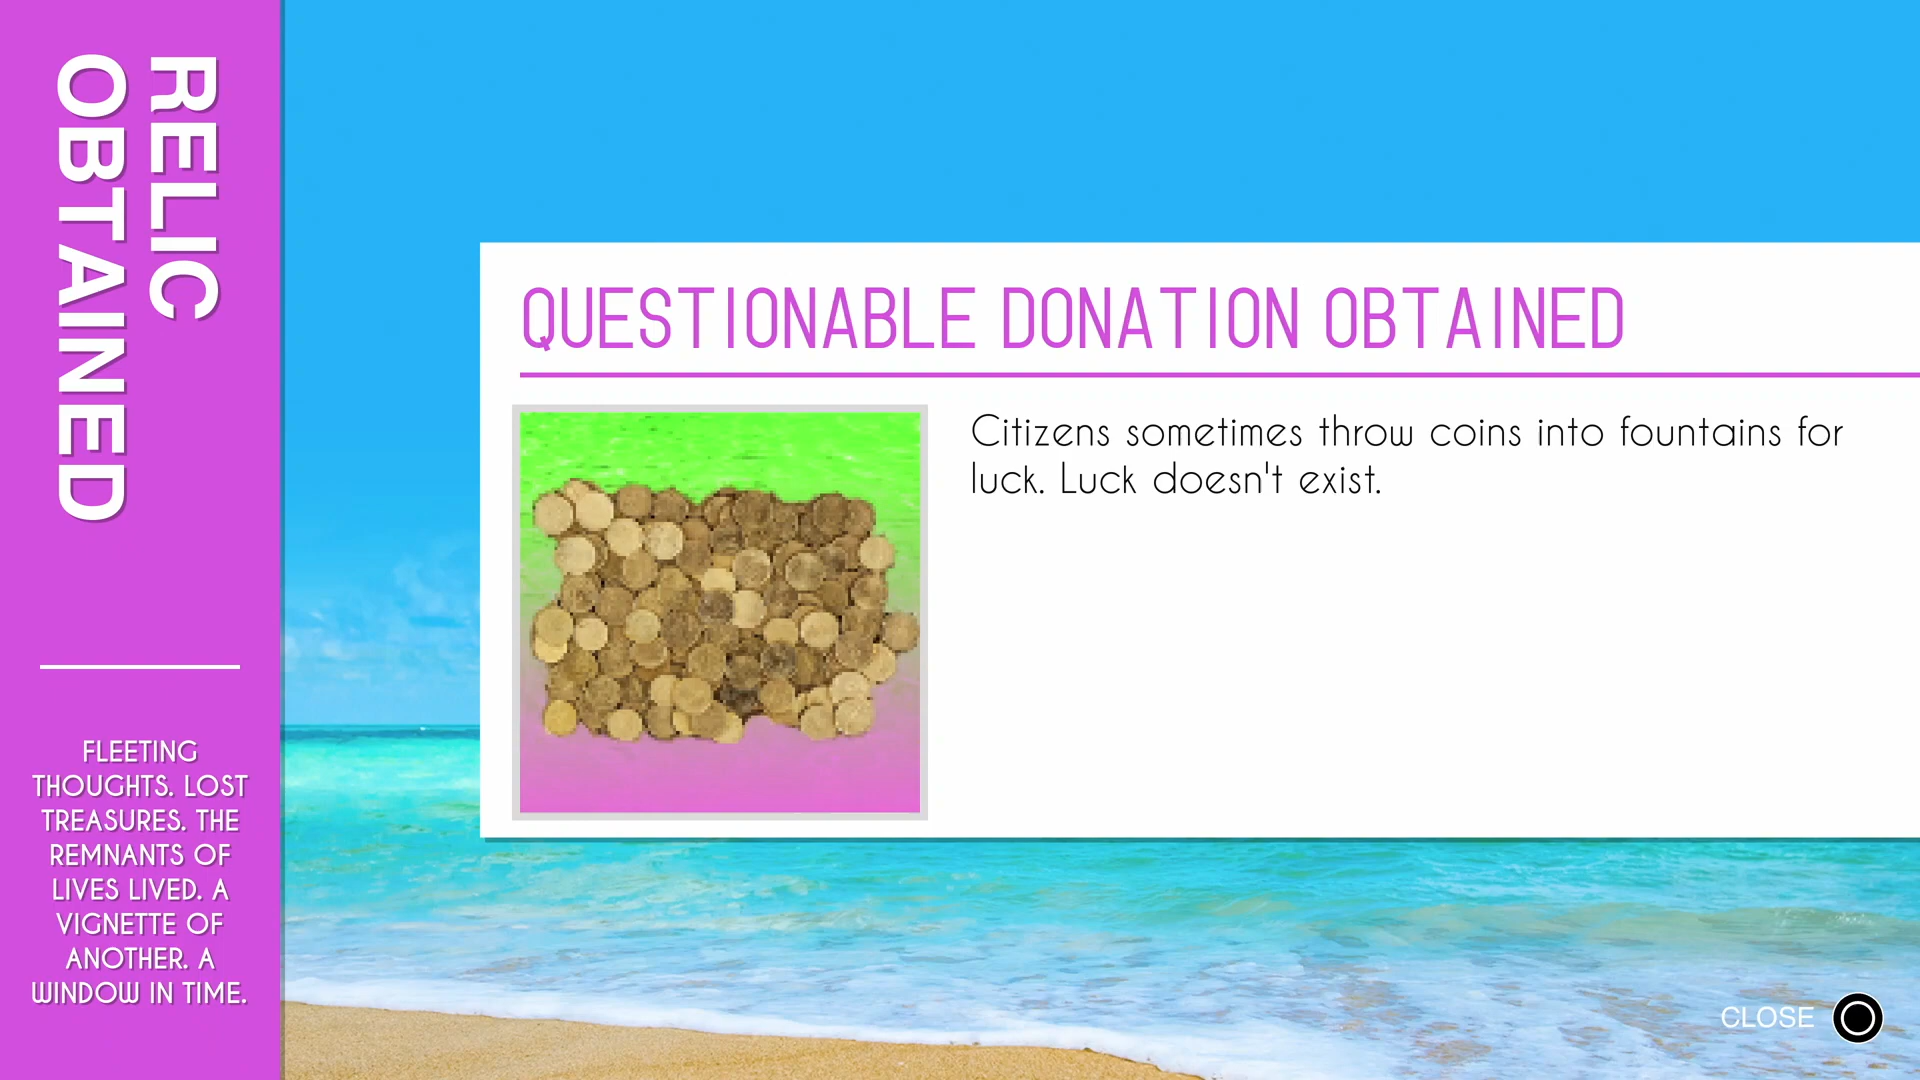 RELIC
OBTAINED
FLEETING
THOUGHTS. LOST
TREASURES. THE
REMNANTS OF
LIVES LIVED. A
VIGNETTE OF
ANOTHER. A
WINDOW IN TIME.
QUESTIONABLE DONATION OBTAINED
Citizens sometimes throw coins into fountains for
luck. Luck doesn't exist.
CLOSE